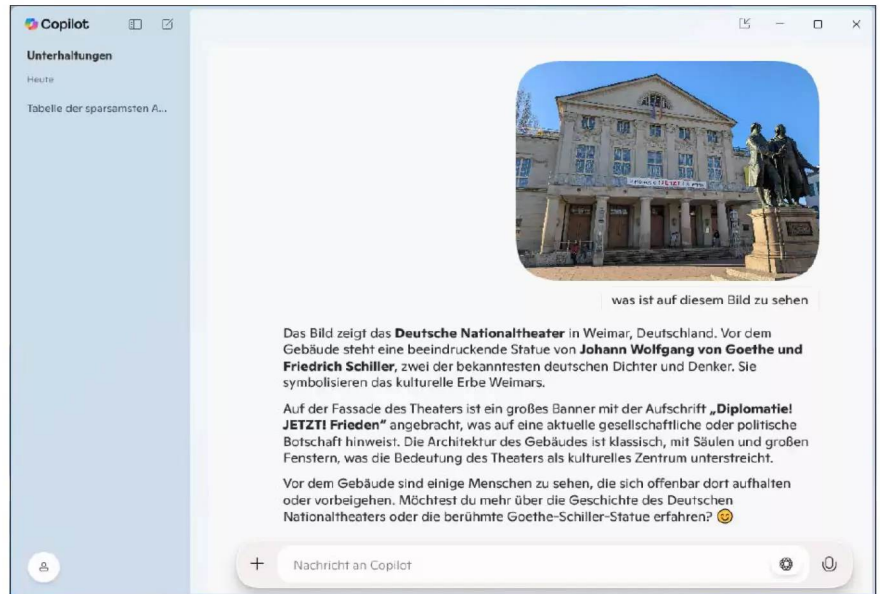 Copilot
Unterhaltungen
Heute
Tabelle der sparsamsten A...
was ist auf diesem Bild zu sehen
Das Bild zeigt das Deutsche Nationaltheater in Weimar, Deutschland. Vor dem
Gebäude steht eine beeindruckende Statue von Johann Wolfgang von Goethe und
Friedrich Schiller, zwei der bekanntesten deutschen Dichter und Denker. Sie
symbolisieren das kulturelle Erbe Weimars.
Auf der Fassade des Theaters ist ein großes Banner mit der Aufschrift „Diplomatie!
JETZT! Frieden“ angebracht, was auf eine aktuelle gesellschaftliche oder politische
Botschaft hinweist. Die Architektur des Gebäudes ist klassisch, mit Säulen und großen
Fenstern, was die Bedeutung des Theaters als kulturelles Zentrum unterstreicht.
Vor dem Gebäude sind einige Menschen zu sehen, die sich offenbar dort aufhalten
oder vorbeigehen. Möchtest du mehr über die Geschichte des Deutschen
Nationaltheaters oder die berühmte Goethe-Schiller-Statue erfahren? 😊
Nachricht an Copilot